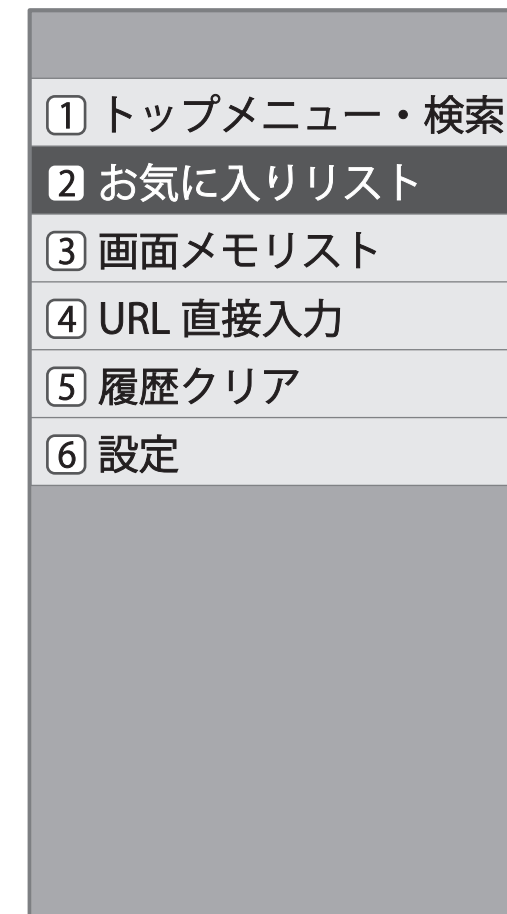 1 トップメニュー・検索
2 お気に入りリスト
3 画面メモリスト
4 URL 直接入力
5 履歴クリア
6 設定